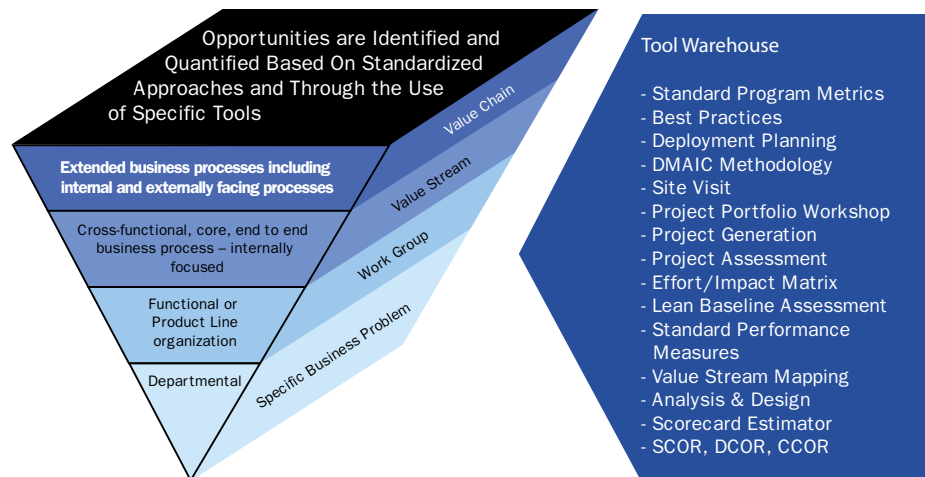 Opportunities are Identified and
Quantified Based On Standardized
Approaches and Through the Use
of Specific Tools
Extended business processes including
internal and externally facing processes
Cross-functional, core, end to end
business process – internally
focused
Functional or
Product Line
organization
Departmental
Value Chain
Value Stream
Work Group
Specific Business Problem
Tool Warehouse
- Standard Program Metrics
- Best Practices
- Deployment Planning
- DMAIC Methodology
- Site Visit
- Project Portfolio Workshop
- Project Generation
- Project Assessment
- Effort/Impact Matrix
- Lean Baseline Assessment
- Standard Performance
Measures
- Value Stream Mapping
- Analysis & Design
- Scorecard Estimator
- SCOR, DCOR, CCOR